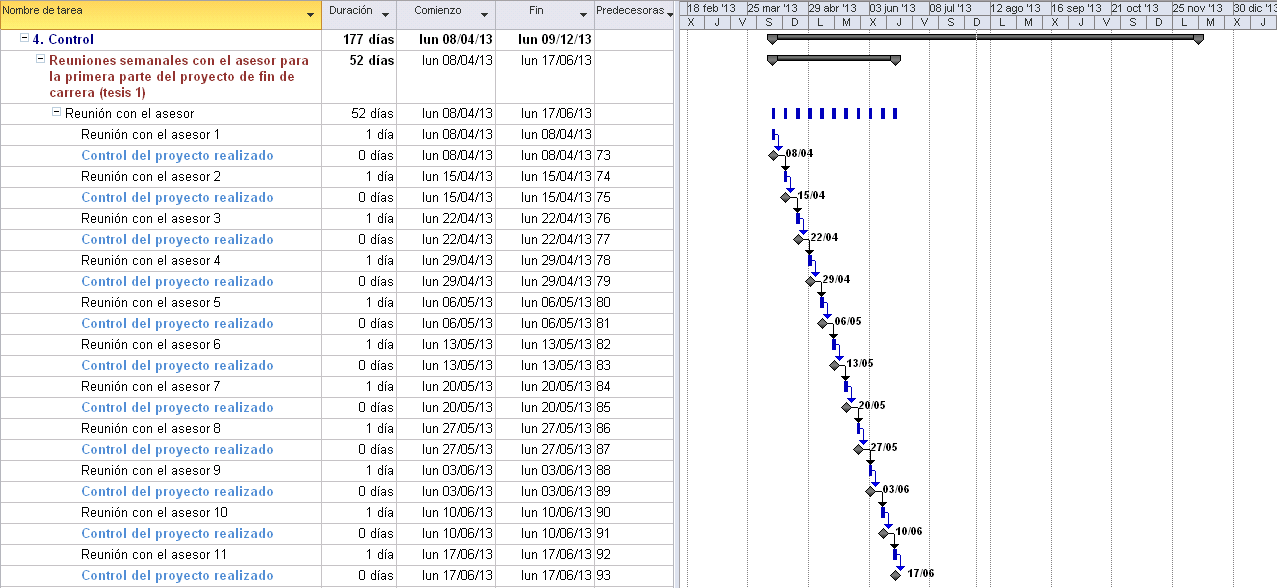 Nombre de tarea Duración Comienzo Fin Predecesoras 18 feb '13 25 mar '13 29 abr '13 03 jun '13 08 jul '13 12 ago '13 16 sep '13 21 oct '13 25 nov '13 30 dic '13
X J V S D L M X J V S D L M X J V S D L M X J
4. Control 177 días lun 08/04/13 lun 09/12/13
Reuniones semanales con el asesor para 52 días lun 08/04/13 lun 17/06/13
la primera parte del proyecto de fin de
carrera (tesis 1)
Reunión con el asesor 52 días lun 08/04/13 lun 17/06/13
Reunión con el asesor 1 1 día lun 08/04/13 lun 08/04/13
Control del proyecto realizado 0 días lun 08/04/13 lun 08/04/13 73 08/04
Reunión con el asesor 2 1 día lun 15/04/13 lun 15/04/13 74
Control del proyecto realizado 0 días lun 15/04/13 lun 15/04/13 75 15/04
Reunión con el asesor 3 1 día lun 22/04/13 lun 22/04/13 76
Control del proyecto realizado 0 días lun 22/04/13 lun 22/04/13 77 22/04
Reunión con el asesor 4 1 día lun 29/04/13 lun 29/04/13 78
Control del proyecto realizado 0 días lun 29/04/13 lun 29/04/13 79 29/04
Reunión con el asesor 5 1 día lun 06/05/13 lun 06/05/13 80
Control del proyecto realizado 0 días lun 06/05/13 lun 06/05/13 81 06/05
Reunión con el asesor 6 1 día lun 13/05/13 lun 13/05/13 82
Control del proyecto realizado 0 días lun 13/05/13 lun 13/05/13 83 13/05
Reunión con el asesor 7 1 día lun 20/05/13 lun 20/05/13 84
Control del proyecto realizado 0 días lun 20/05/13 lun 20/05/13 85 20/05
Reunión con el asesor 8 1 día lun 27/05/13 lun 27/05/13 86
Control del proyecto realizado 0 días lun 27/05/13 lun 27/05/13 87 27/05
Reunión con el asesor 9 1 día lun 03/06/13 lun 03/06/13 88
Control del proyecto realizado 0 días lun 03/06/13 lun 03/06/13 89 03/06
Reunión con el asesor 10 1 día lun 10/06/13 lun 10/06/13 90
Control del proyecto realizado 0 días lun 10/06/13 lun 10/06/13 91 10/06
Reunión con el asesor 11 1 día lun 17/06/13 lun 17/06/13 92
Control del proyecto realizado 0 días lun 17/06/13 lun 17/06/13 93 17/06